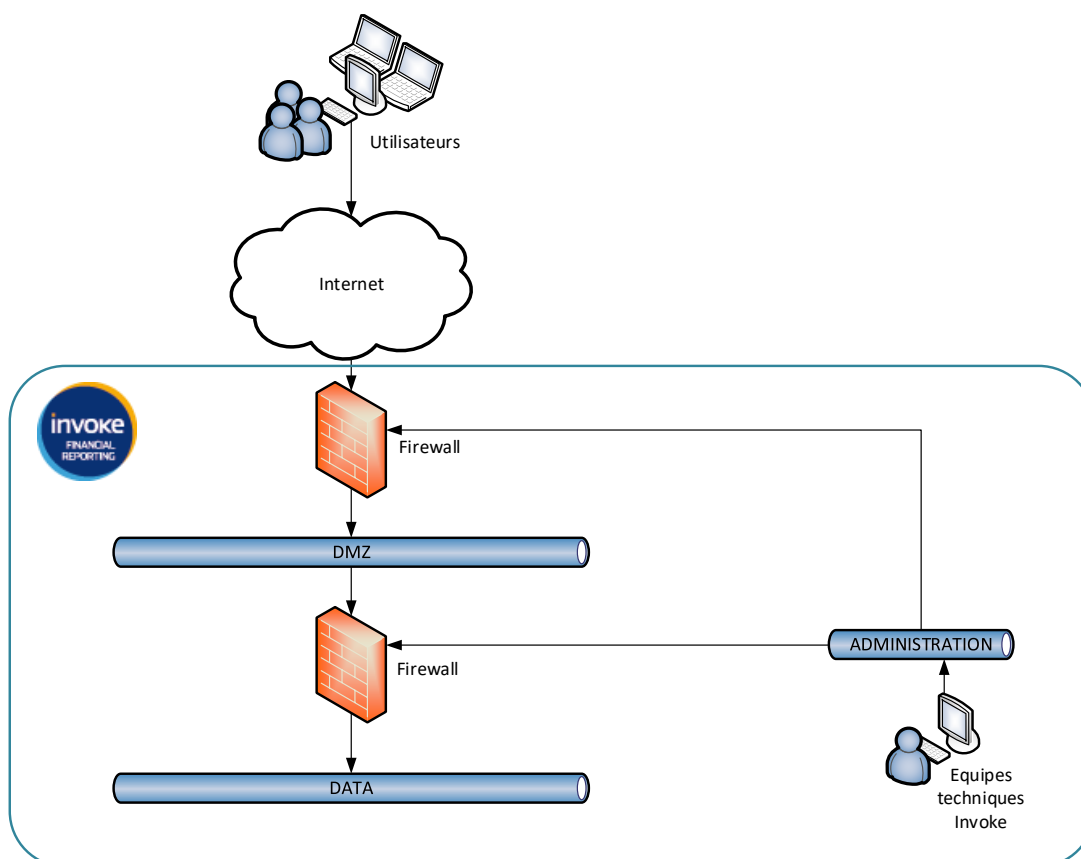 Utilisateurs
Internet
invoke
FINANCIAL
REPORTING
Firewall
DMZ
ADMINISTRATION
Firewall
Equipes
techniques
Invoke
DATA